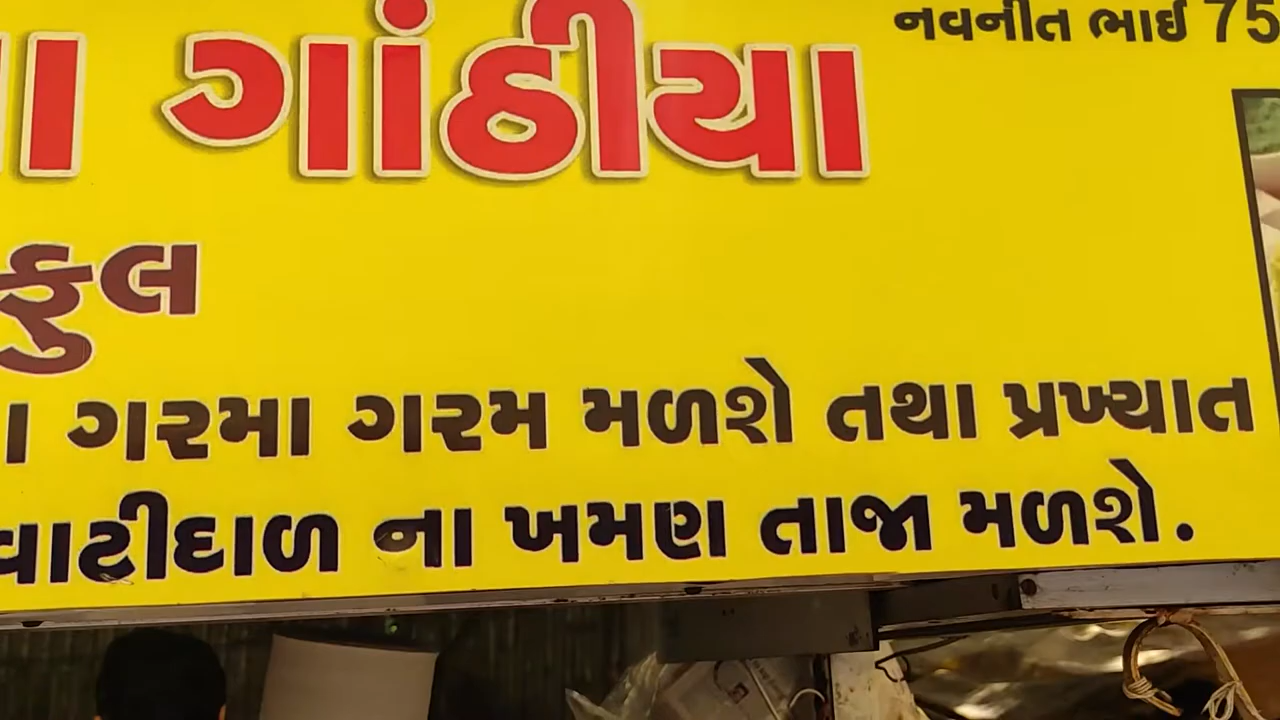 નવનીત ભાઈ 75
ગાંઠીયા
ફુલ
ગરમા ગરમ મળશે તથા પ્રખ્યાત
વાટીદાળ ના ખમણ તાજા મળશે.